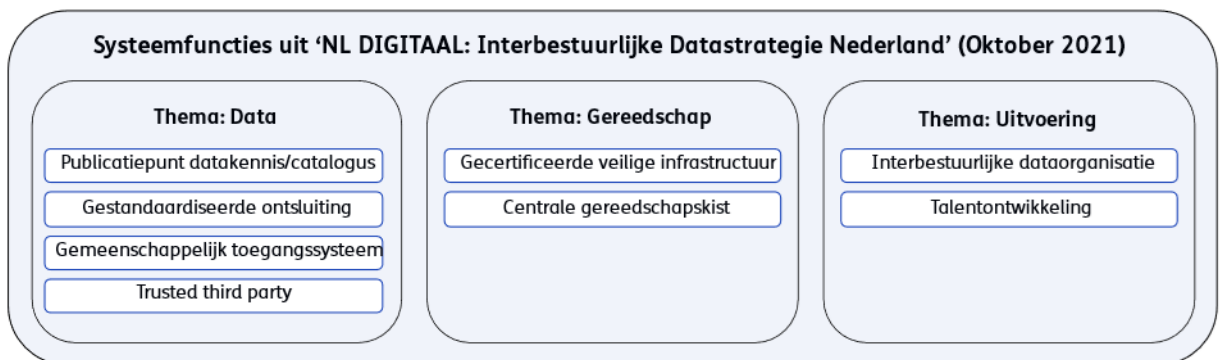 Systeemfuncties uit ‘NL DIGITAAL: Interbestuurlijke Datastrategie Nederland’ (Oktober 2021)
Thema: Data
Publicatiepunt datakennis/catalogus
Gestandaardiseerde ontsluiting
Gemeenschappelijk toegangssysteem
Trusted third party
Thema: Gereedschap
Gecertificeerde veilige infrastructuur
Centrale gereedschapskist
Thema: Uitvoering
Interbestuurlijke dataorganisatie
Talentontwikkeling